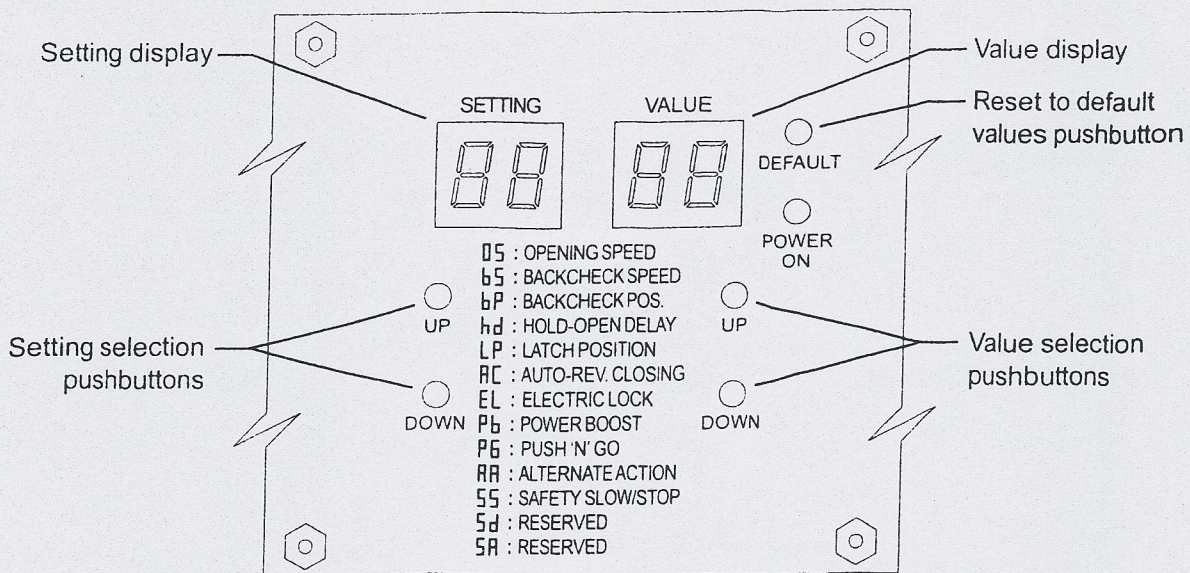 Setting display
Value display
SETTING
VALUE
88
88
Reset to default
values pushbutton
DEFAULT
POWER
ON
OS : OPENING SPEED
bS : BACKCHECK SPEED
bP : BACKCHECK POS.
hd : HOLD-OPEN DELAY
LP : LATCH POSITION
AC : AUTO-REV. CLOSING
EL : ELECTRIC LOCK
Pb : POWER BOOST
PG : PUSH 'N' GO
AA : ALTERNATE ACTION
SS : SAFETY SLOW/STOP
Sd : RESERVED
SA : RESERVED
UP
DOWN
UP
DOWN
Setting selection
pushbuttons
Value selection
pushbuttons